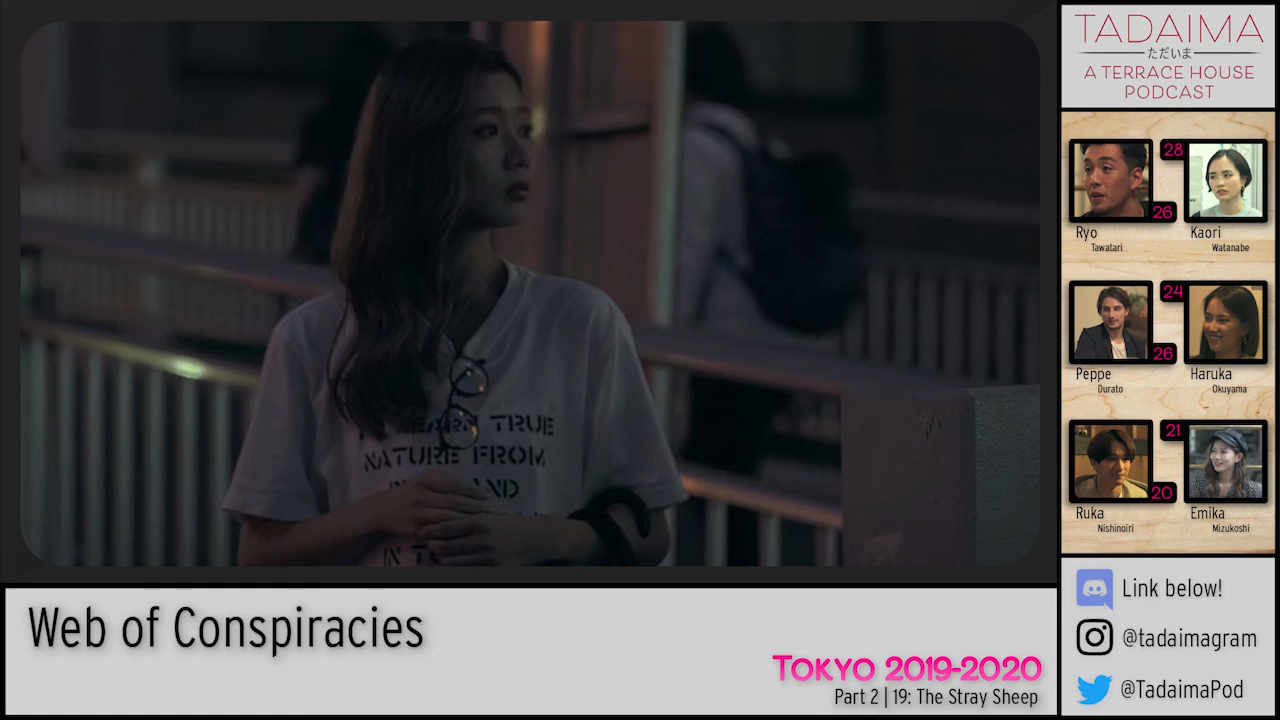 TRUE
NATURE FROM
Web of Conspiracies
TOKYO 2019-2020
Part 2 | 19: The Stray Sheep
TADAIMA
ただいま
A TERRACE HOUSE
PODCAST
28
26
Ryo
Tawatari
Kaori
Watanabe
24
26
Peppe
Durato
Haruka
Okuyama
21
20
Ruka
Nishinoiri
Emika
Mizukoshi
Link below!
@tadaimagram
@TadaimaPod